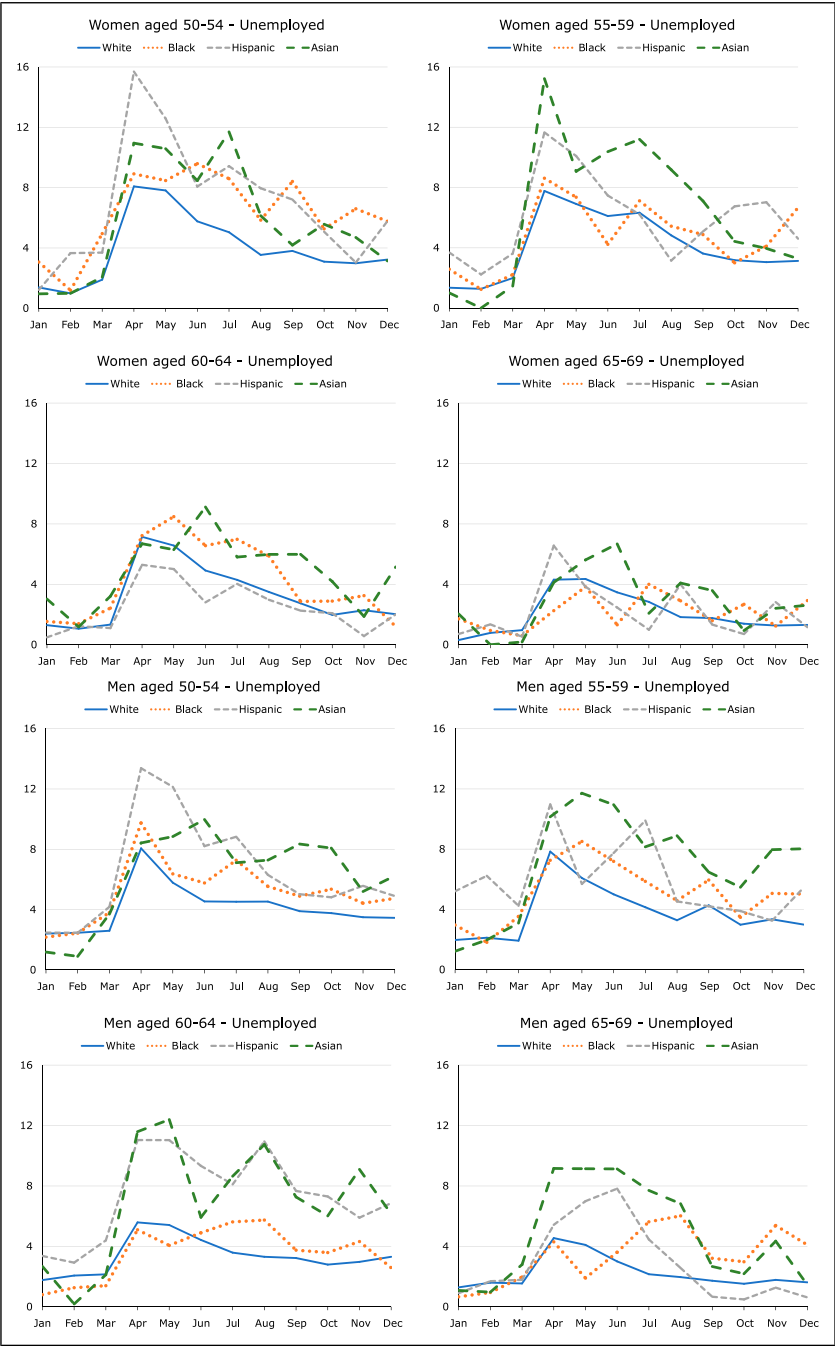 Women aged 50-54 - Unemployed
White Black Hispanic Asian
16
12
8
4
0
Jan Feb Mar Apr May Jun Jul Aug Sep Oct Nov Dec
Women aged 55-59 - Unemployed
White Black Hispanic Asian
16
12
8
4
0
Jan Feb Mar Apr May Jun Jul Aug Sep Oct Nov Dec
Women aged 60-64 - Unemployed
White Black Hispanic Asian
16
12
8
4
0
Jan Feb Mar Apr May Jun Jul Aug Sep Oct Nov Dec
Women aged 65-69 - Unemployed
White Black Hispanic Asian
16
12
8
4
0
Jan Feb Mar Apr May Jun Jul Aug Sep Oct Nov Dec
Men aged 50-54 - Unemployed
White Black Hispanic Asian
16
12
8
4
0
Jan Feb Mar Apr May Jun Jul Aug Sep Oct Nov Dec
Men aged 55-59 - Unemployed
White Black Hispanic Asian
16
12
8
4
0
Jan Feb Mar Apr May Jun Jul Aug Sep Oct Nov Dec
Men aged 60-64 - Unemployed
White Black Hispanic Asian
16
12
8
4
0
Jan Feb Mar Apr May Jun Jul Aug Sep Oct Nov Dec
Men aged 65-69 - Unemployed
White Black Hispanic Asian
16
12
8
4
0
Jan Feb Mar Apr May Jun Jul Aug Sep Oct Nov Dec